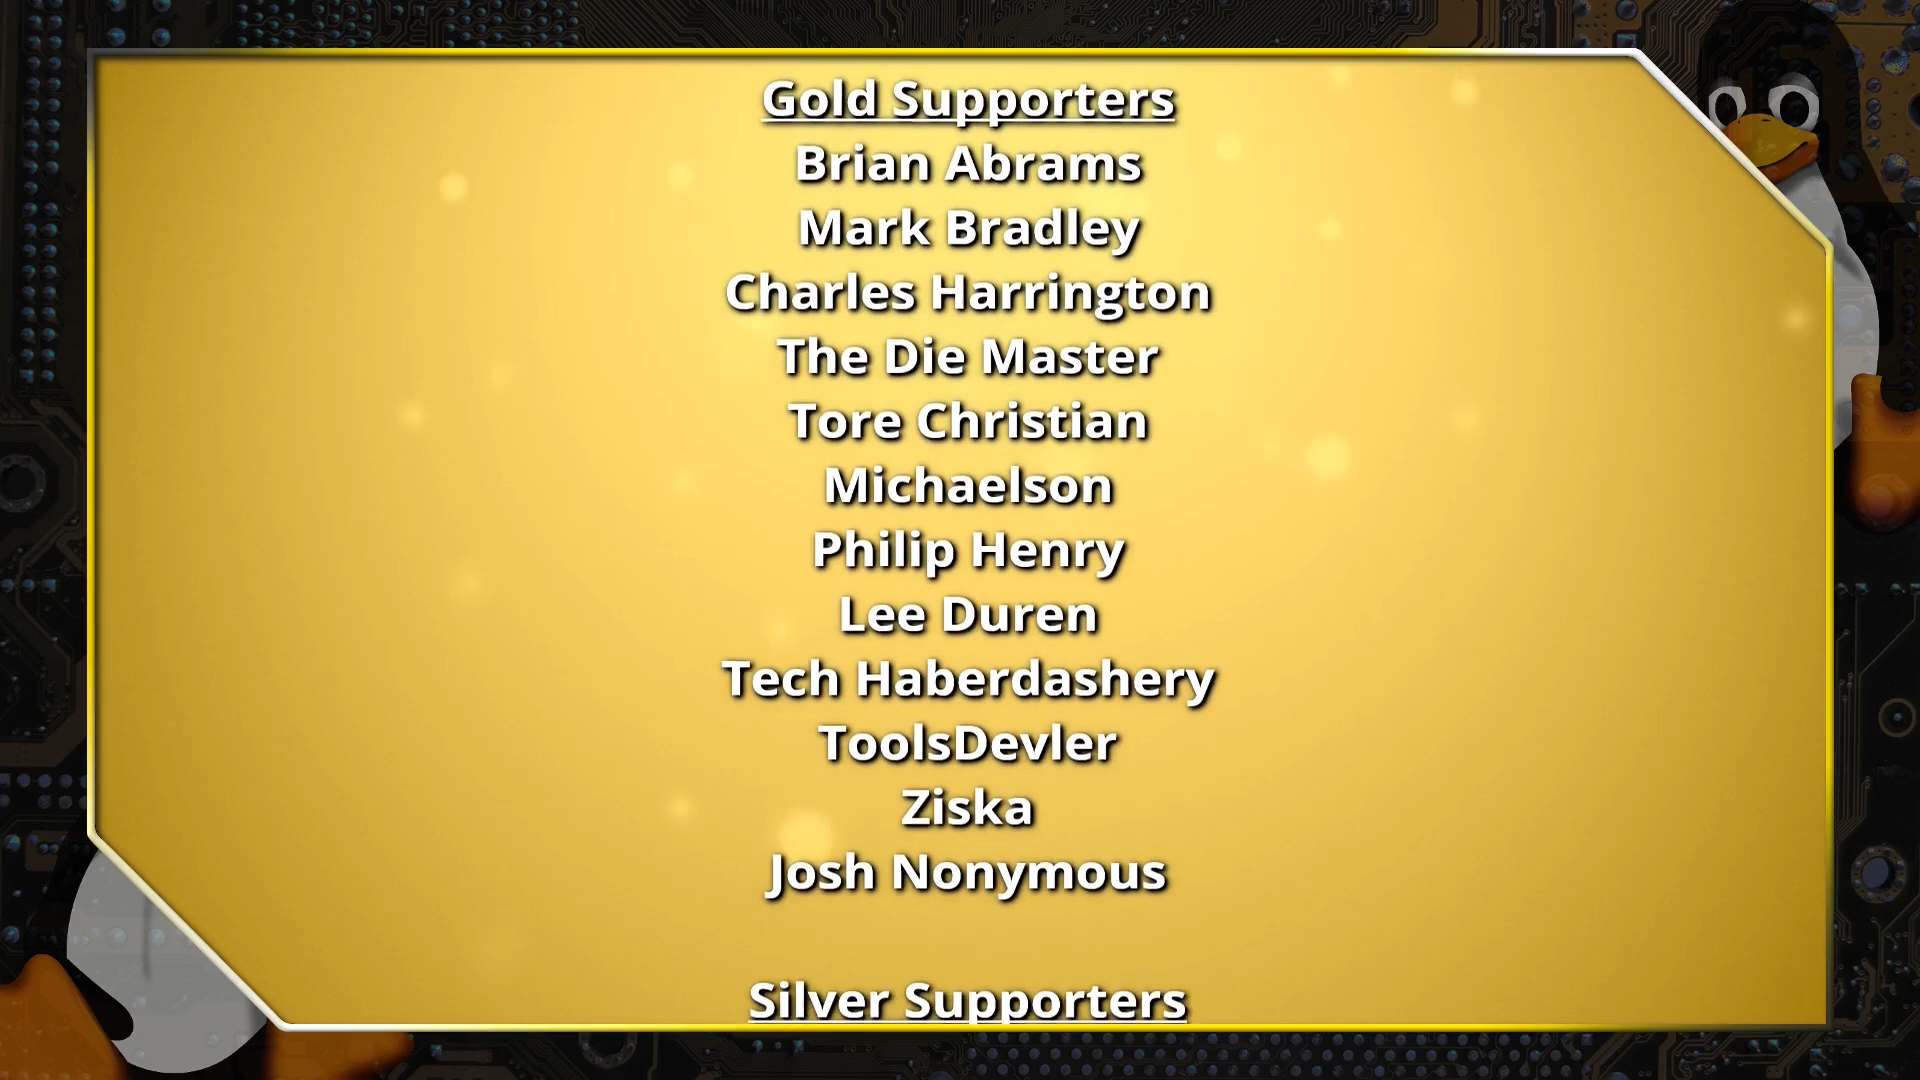 Gold Supporters
Brian Abrams
Mark Bradley
Charles Harrington
The Die Master
Tore Christian
Michaelson
Philip Henry
Lee Duren
Tech Haberdashery
ToolsDevler
Ziska
Josh Nonymous
Silver Supporters